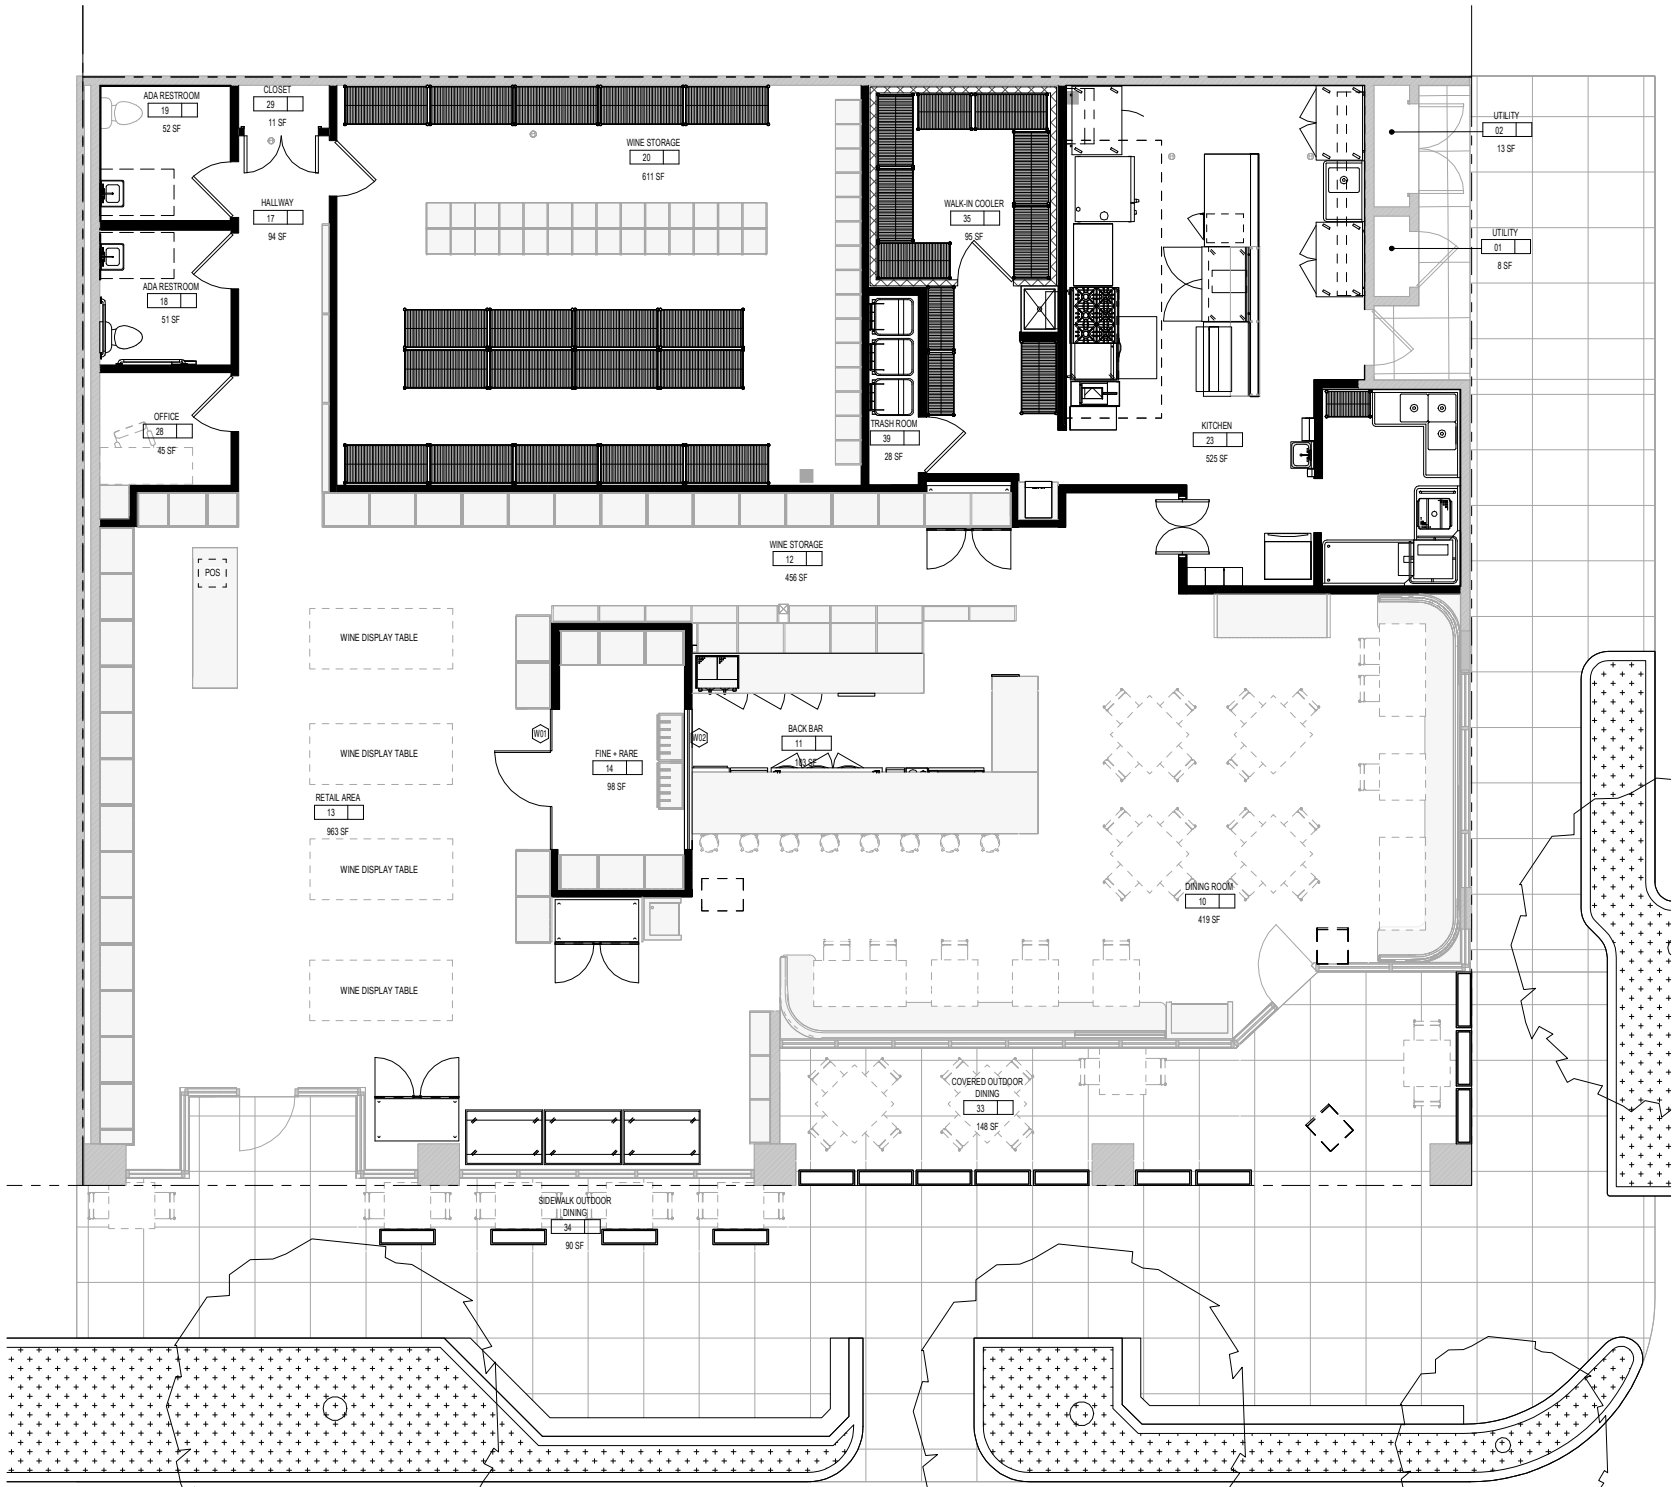 ADA RESTROOM
19
52 SF
CLOSET
29
11 SF
WINE STORAGE
20
611 SF
UTILITY
02
13 SF
HALLWAY
17
94 SF
WALK-IN COOLER
35
95 SF
UTILITY
01
8 SF
ADA RESTROOM
18
51 SF
OFFICE
28
45 SF
TRASH ROOM
39
28 SF
KITCHEN
23
525 SF
WINE STORAGE
12
456 SF
POS
WINE DISPLAY TABLE
WINE DISPLAY TABLE
W01
W02
FINE + RARE
14
98 SF
BACK BAR
11
103 SF
RETAIL AREA
13
963 SF
WINE DISPLAY TABLE
DINING ROOM
10
419 SF
WINE DISPLAY TABLE
COVERED OUTDOOR
DINING
33
148 SF
SIDEWALK OUTDOOR
DINING
34
90 SF